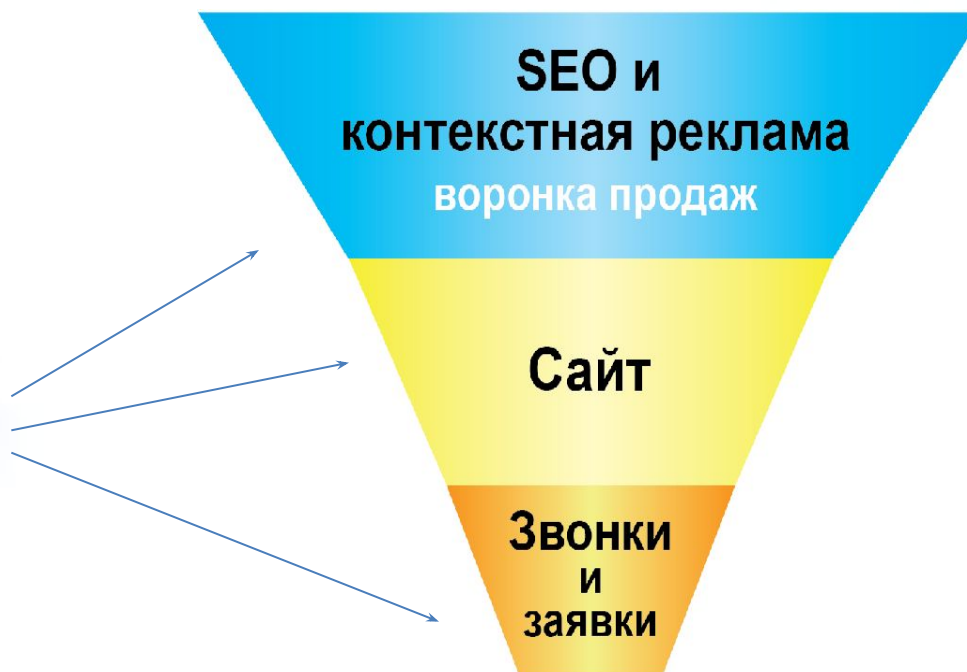 SEO и
контекстная реклама
воронка продаж
Сайт
Звонки
и
заявки